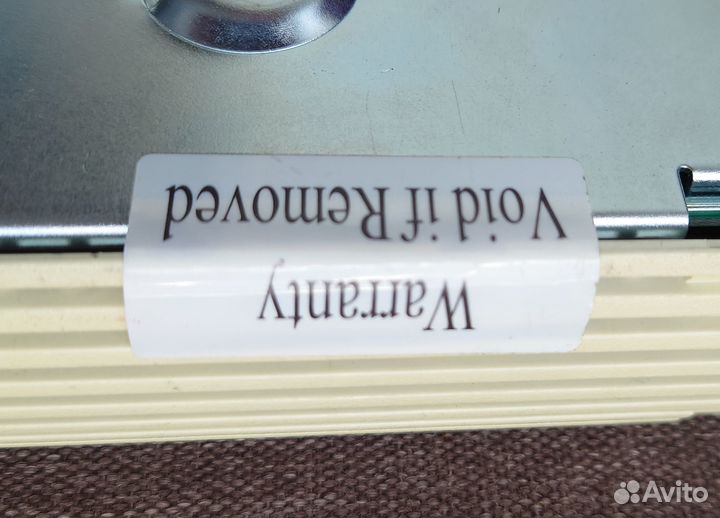 Warranty
Void if Removed
Avito